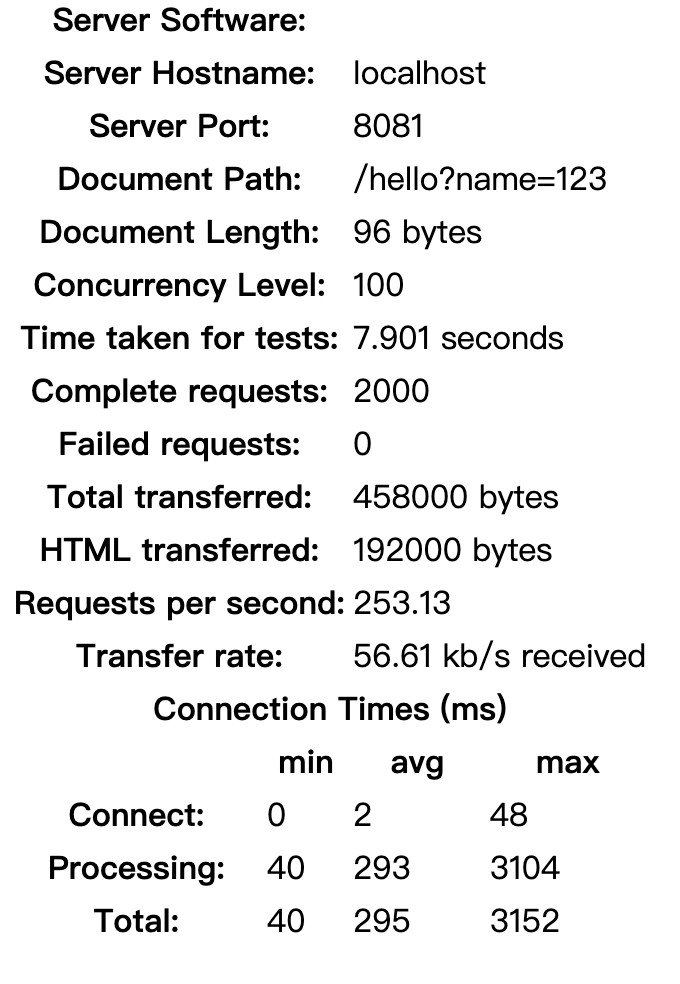 Server Software:
Server Hostname: localhost
Server Port: 8081
Document Path: /hello?name=123
Document Length: 96 bytes
Concurrency Level: 100
Time taken for tests: 7.901 seconds
Complete requests: 2000
Failed requests: 0
Total transferred: 458000 bytes
HTML transferred: 192000 bytes
Requests per second: 253.13
Transfer rate: 56.61 kb/s received
Connection Times (ms)
min avg max
Connect: 0 2 48
Processing: 40 293 3104
Total: 40 295 3152